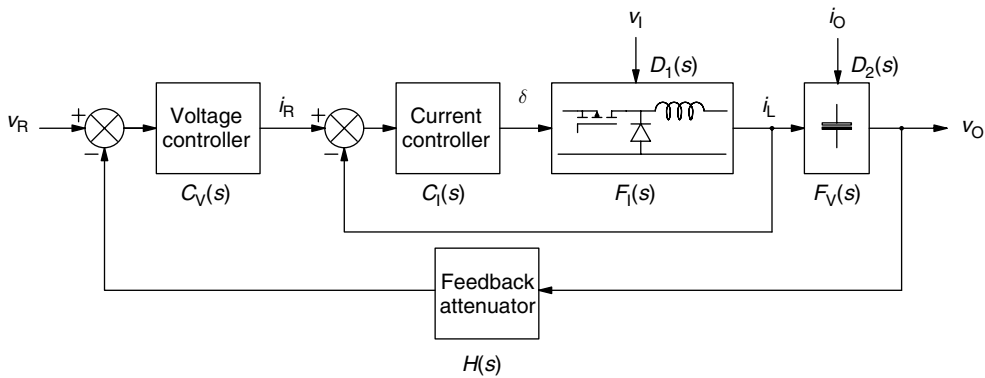 v_I
i_O
D_1(s)
D_2(s)
v_R
+
−
Voltage
controller
C_V(s)
i_R
+
−
Current
controller
C_I(s)
δ
F_I(s)
i_L
F_V(s)
v_O
Feedback
attenuator
H(s)